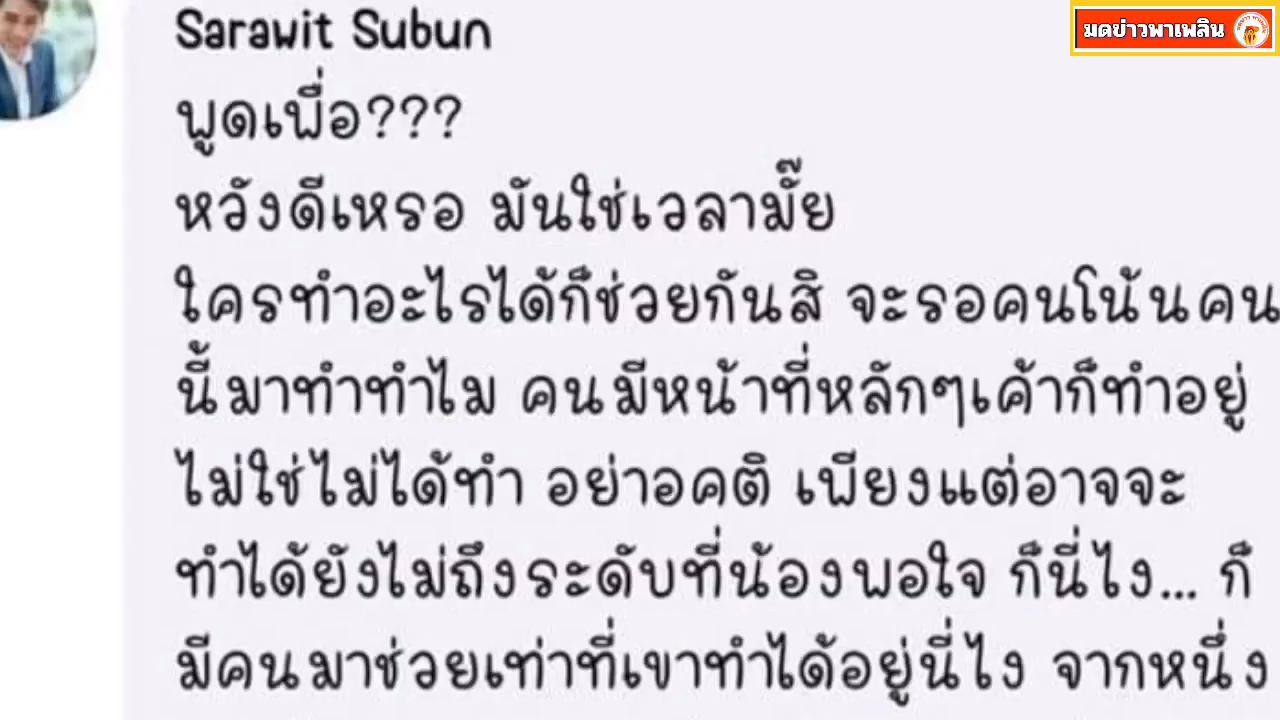 Sarawit Subun
มดข่าวพาเพลิน
พูดเพื่อ???
หวังดีเหรอ มันใช่เวลามั๊ย
ใครทำอะไรได้ก็ช่วยกันสิ จะรอคนโน้นคน
นี้มาทำทำไม คนมีหน้าที่หลักๆเค้าก็ทำอยู่
ไม่ใช่ไม่ได้ทำ อย่าอคติ เพียงแต่อาจจะ
ทำได้ยังไม่ถึงระดับที่น้องพอใจ ก็นี่ไง... ก็
มีคนมาช่วยเท่าที่เขาทำได้อยู่นี่ไง จากหนึ่ง